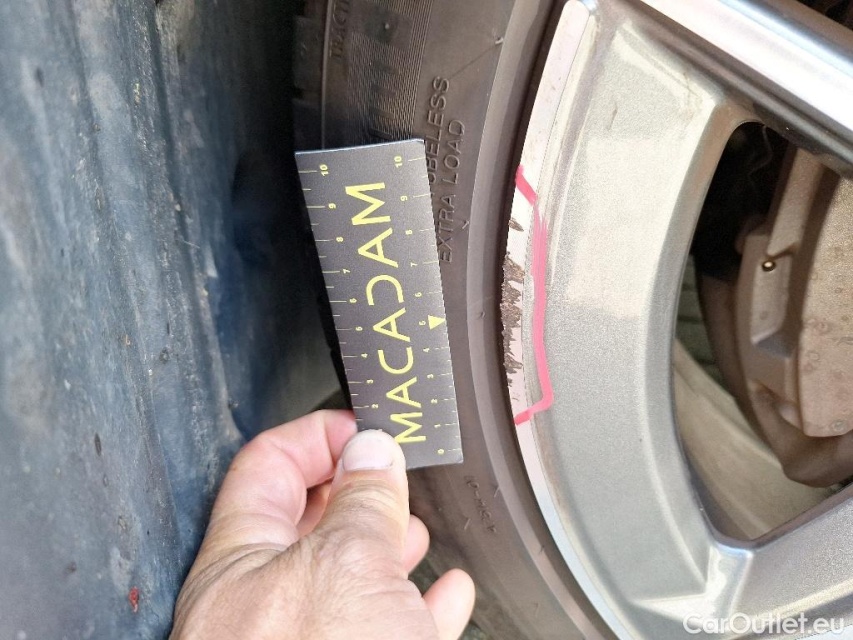 MACADAM
10 9 8 7 6 5 4 3 2 1 0
TUBELESS
EXTRA LOAD
CarOutlet.eu